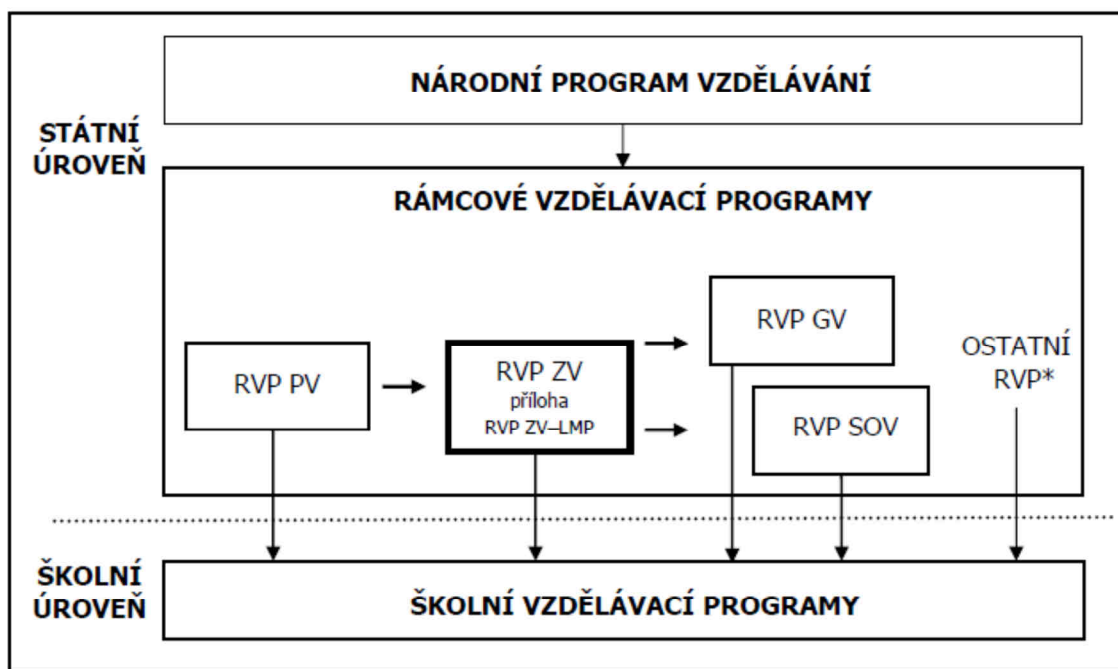 NÁRODNÍ PROGRAM VZDĚLÁVÁNÍ
STÁTNÍ
ÚROVEŇ
RÁMCOVÉ VZDĚLÁVACÍ PROGRAMY
RVP PV
RVP ZV
příloha
RVP ZV–LMP
RVP GV
RVP SOV
OSTATNÍ
RVP*
ŠKOLNÍ
ÚROVEŇ
ŠKOLNÍ VZDĚLÁVACÍ PROGRAMY